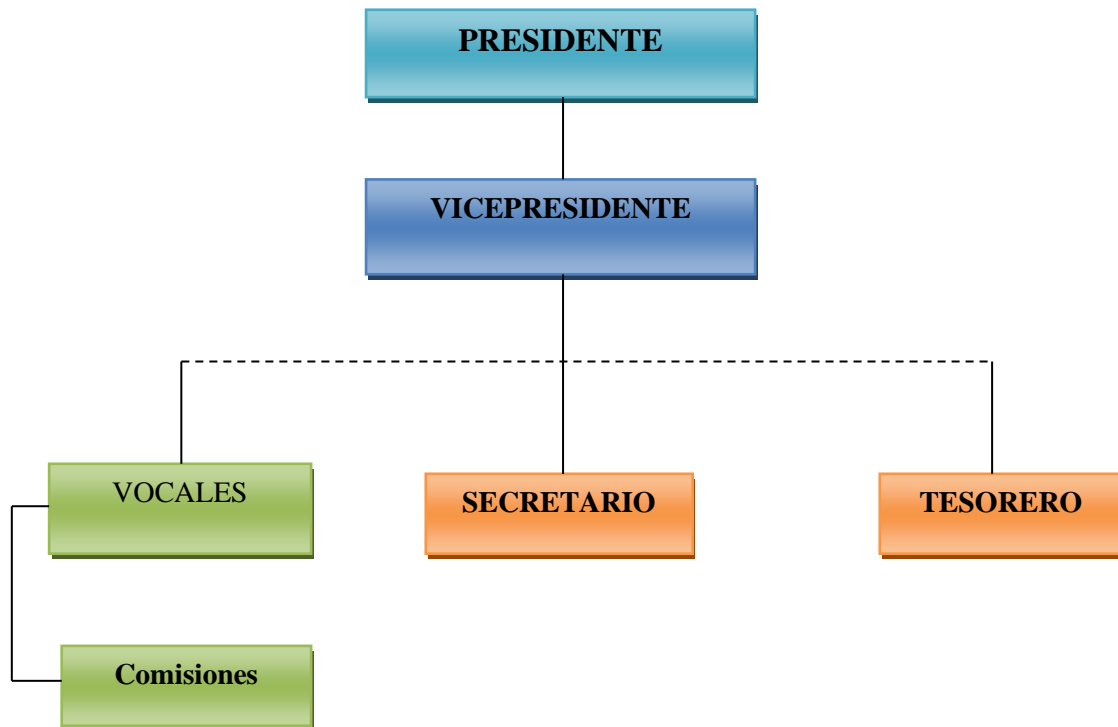 PRESIDENTE
VICEPRESIDENTE
VOCALES
SECRETARIO
TESORERO
Comisiones